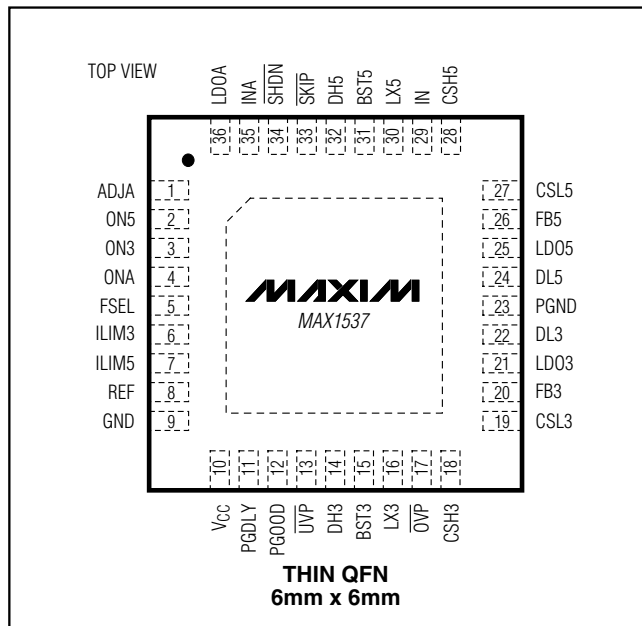 TOP VIEW
LDOA INA SHDN SKIP DH5 BST5 LX5 IN CSH5
36 35 34 33 32 31 30 29 28
ADJA 1
ON5 2
ON3 3
ONA 4
FSEL 5
ILIM3 6
ILIM5 7
REF 8
GND 9
MAXIM
MAX1537
27 CSL5
26 FB5
25 LDO5
24 DL5
23 PGND
22 DL3
21 LDO3
20 FB3
19 CSL3
10 11 12 13 14 15 16 17 18
VCC PGDLY PGOOD UVP DH3 BST3 LX3 OVP CSH3
THIN QFN
6mm x 6mm